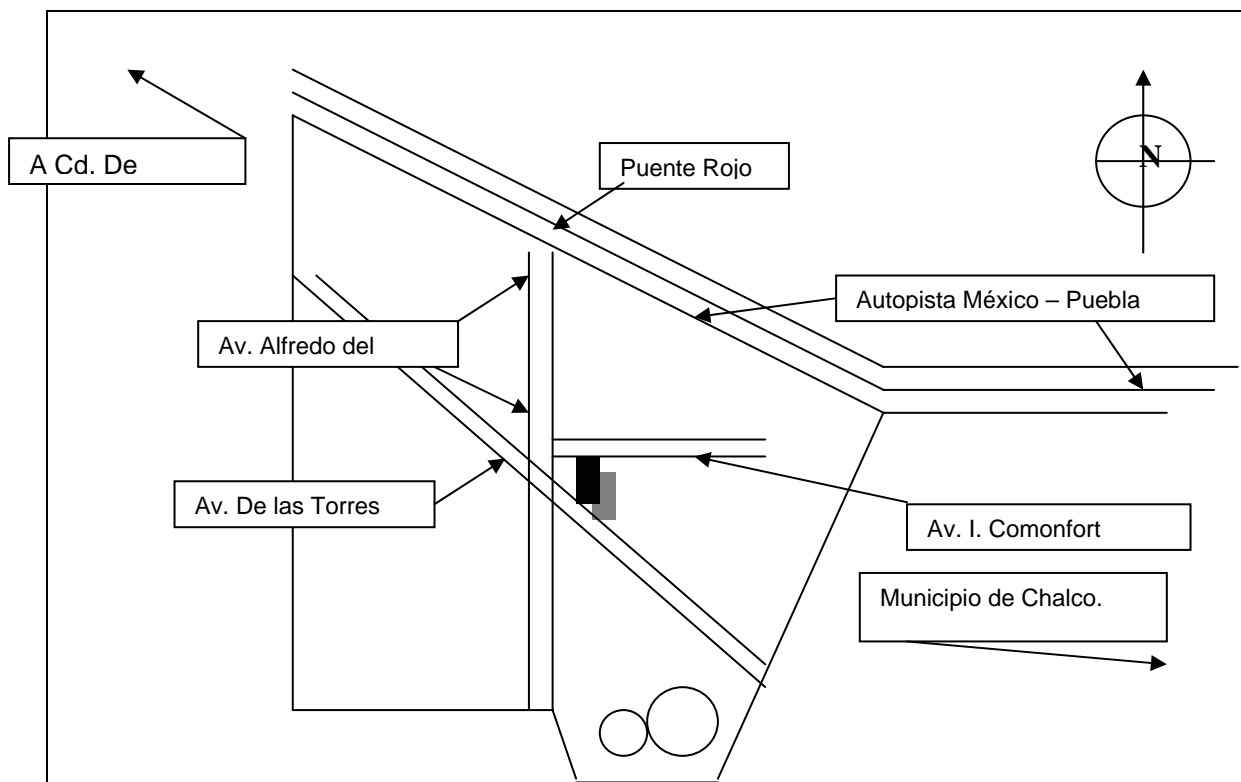 A Cd. De
Puente Rojo
N
Autopista México – Puebla
Av. Alfredo del
Av. De las Torres
Av. I. Comonfort
Municipio de Chalco.